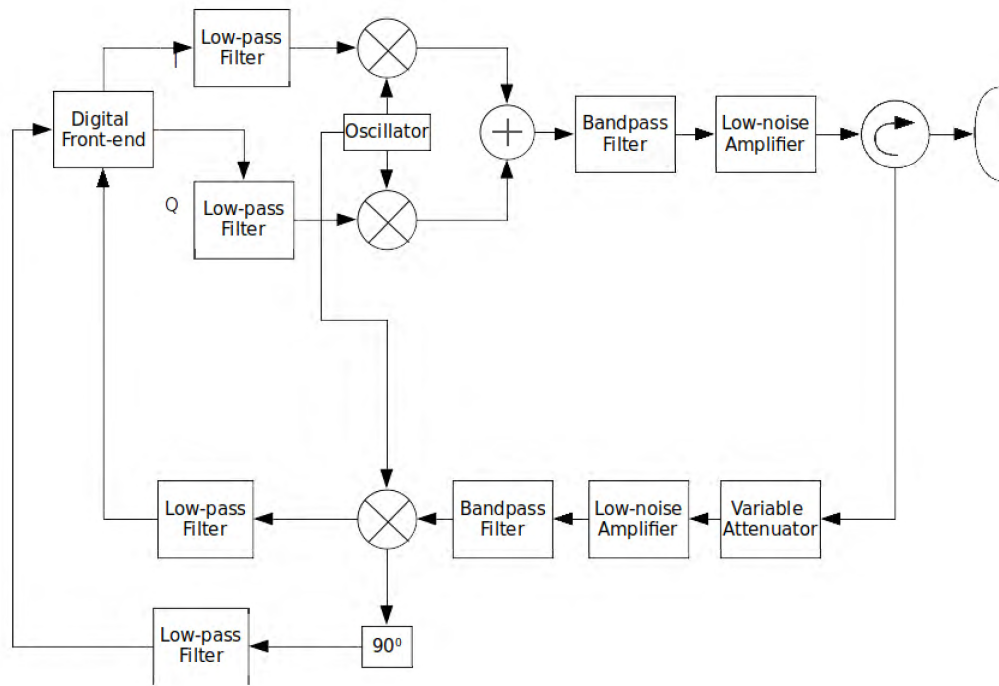 Low-pass
Filter
I
Digital
Front-end
Oscillator
Bandpass
Filter
Low-noise
Amplifier
Q
Low-pass
Filter
Low-pass
Filter
Bandpass
Filter
Low-noise
Amplifier
Variable
Attenuator
Low-pass
Filter
90⁰